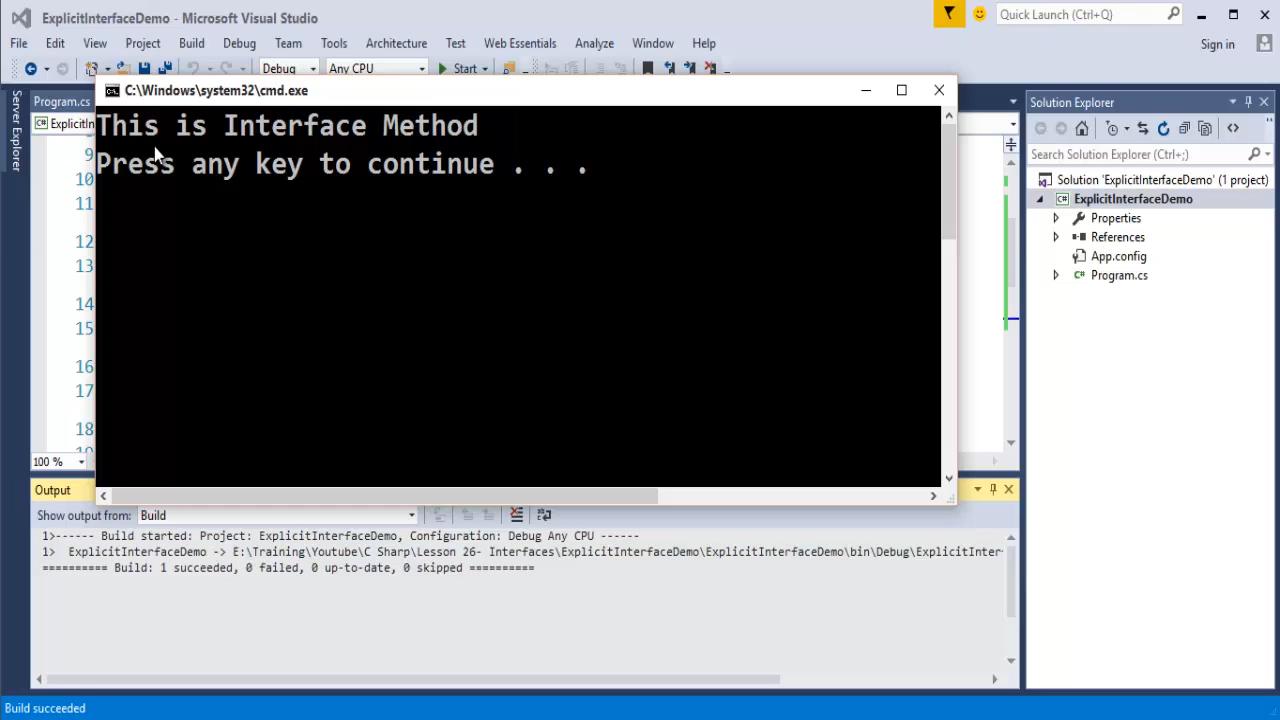 ExplicitInterfaceDemo - Microsoft Visual Studio
Quick Launch (Ctrl+Q)
File Edit View Project Build Debug Team Tools Architecture Test Web Essentials Analyze Window Help Sign in
Debug Any CPU Start
Server Explorer
Program.cs
ExplicitIn
C:\Windows\system32\cmd.exe
This is Interface Method
Press any key to continue . . .
9
10
11
12
13
14
15
16
17
18
19
100 %
Solution Explorer
Search Solution Explorer (Ctrl+;)
Solution 'ExplicitInterfaceDemo' (1 project)
ExplicitInterfaceDemo
Properties
References
App.config
Program.cs
Output
Show output from: Build
1>------ Build started: Project: ExplicitInterfaceDemo, Configuration: Debug Any CPU ------
1>  ExplicitInterfaceDemo -> E:\Training\Youtube\C Sharp\Lesson 26- Interfaces\ExplicitInterfaceDemo\ExplicitInterfaceDemo\bin\Debug\ExplicitInter
========== Build: 1 succeeded, 0 failed, 0 up-to-date, 0 skipped ==========
Build succeeded